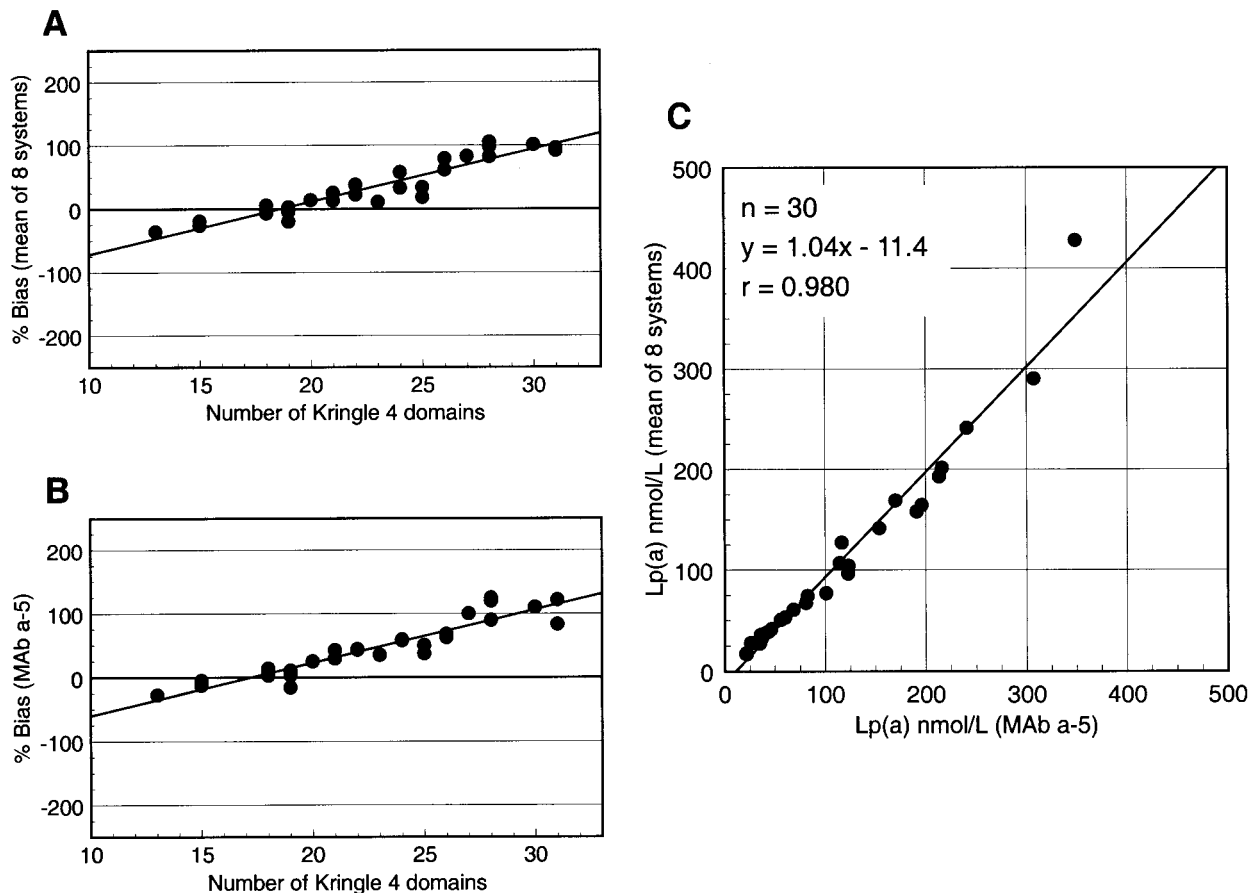 A
% Bias (mean of 8 systems)
200
100
0
-100
-200
10 15 20 25 30
Number of Kringle 4 domains
B
% Bias (MAb a-5)
200
100
0
-100
-200
10 15 20 25 30
Number of Kringle 4 domains
C
Lp(a) nmol/L (mean of 8 systems)
500
400
300
200
100
0
n = 30
y = 1.04x - 11.4
r = 0.980
0 100 200 300 400 500
Lp(a) nmol/L (MAb a-5)